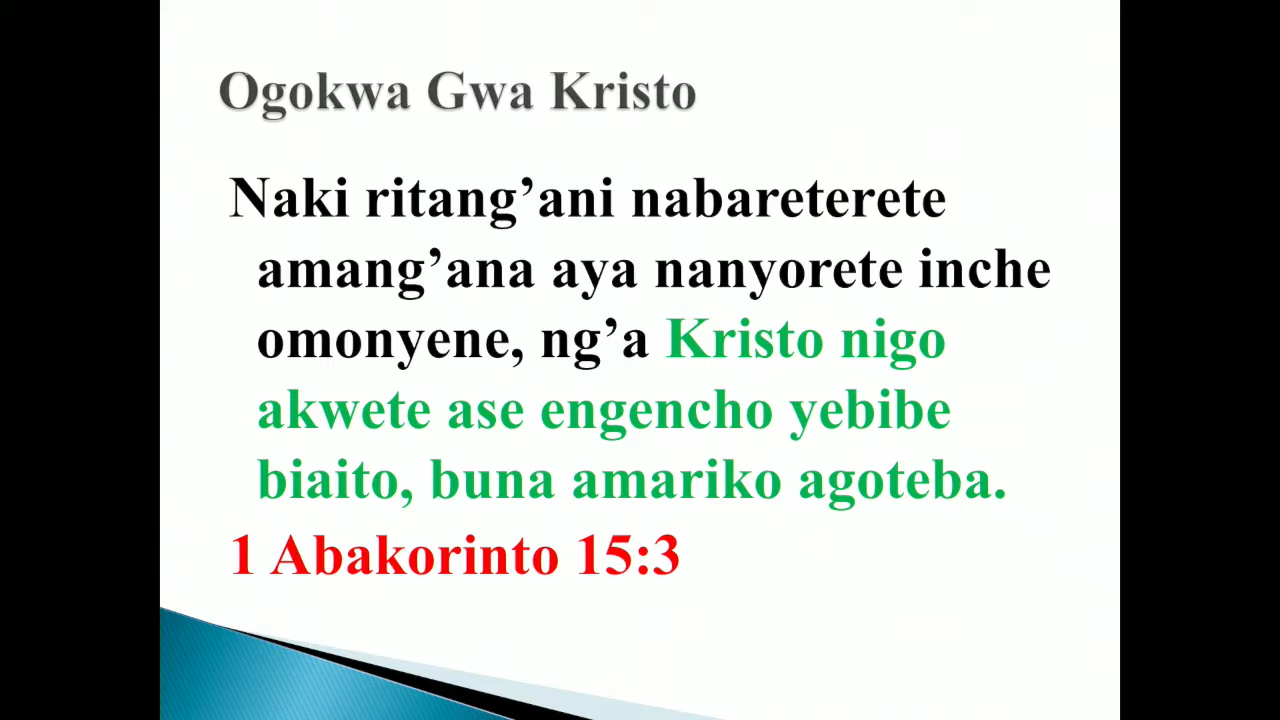 Ogokwa Gwa Kristo
Naki ritang’ani nabareterete
amang’ana aya nanyorete inche
omonyene, ng’a Kristo nigo
akwete ase engencho yebibe
biaito, buna amariko agoteba.
1 Abakorinto 15:3